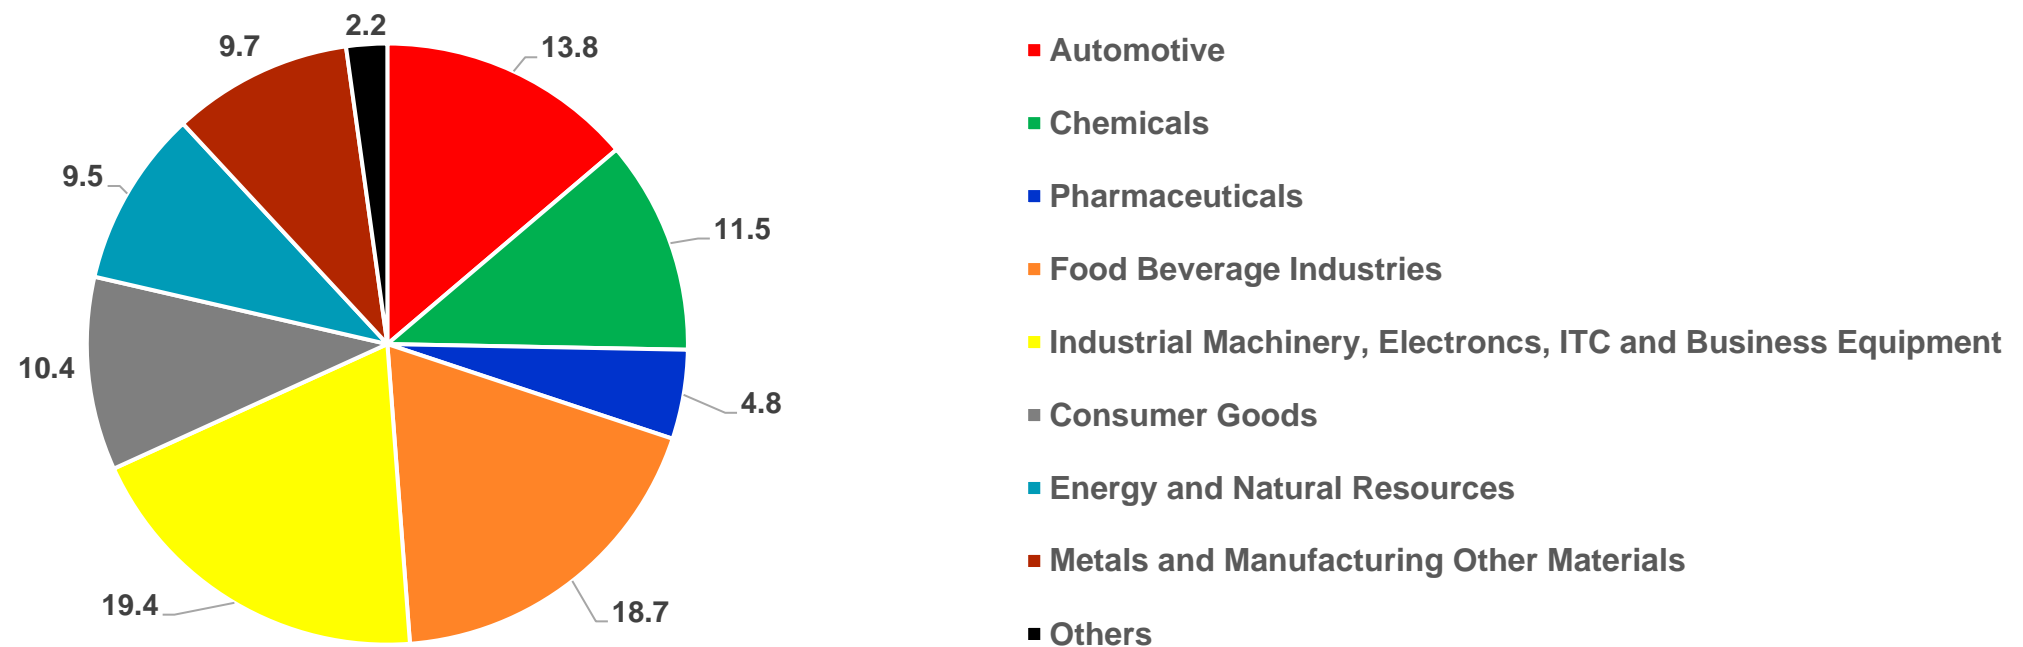 2.2
9.7
13.8
9.5
11.5
10.4
4.8
19.4
18.7
Automotive
Chemicals
Pharmaceuticals
Food Beverage Industries
Industrial Machinery, Electroncs, ITC and Business Equipment
Consumer Goods
Energy and Natural Resources
Metals and Manufacturing Other Materials
Others